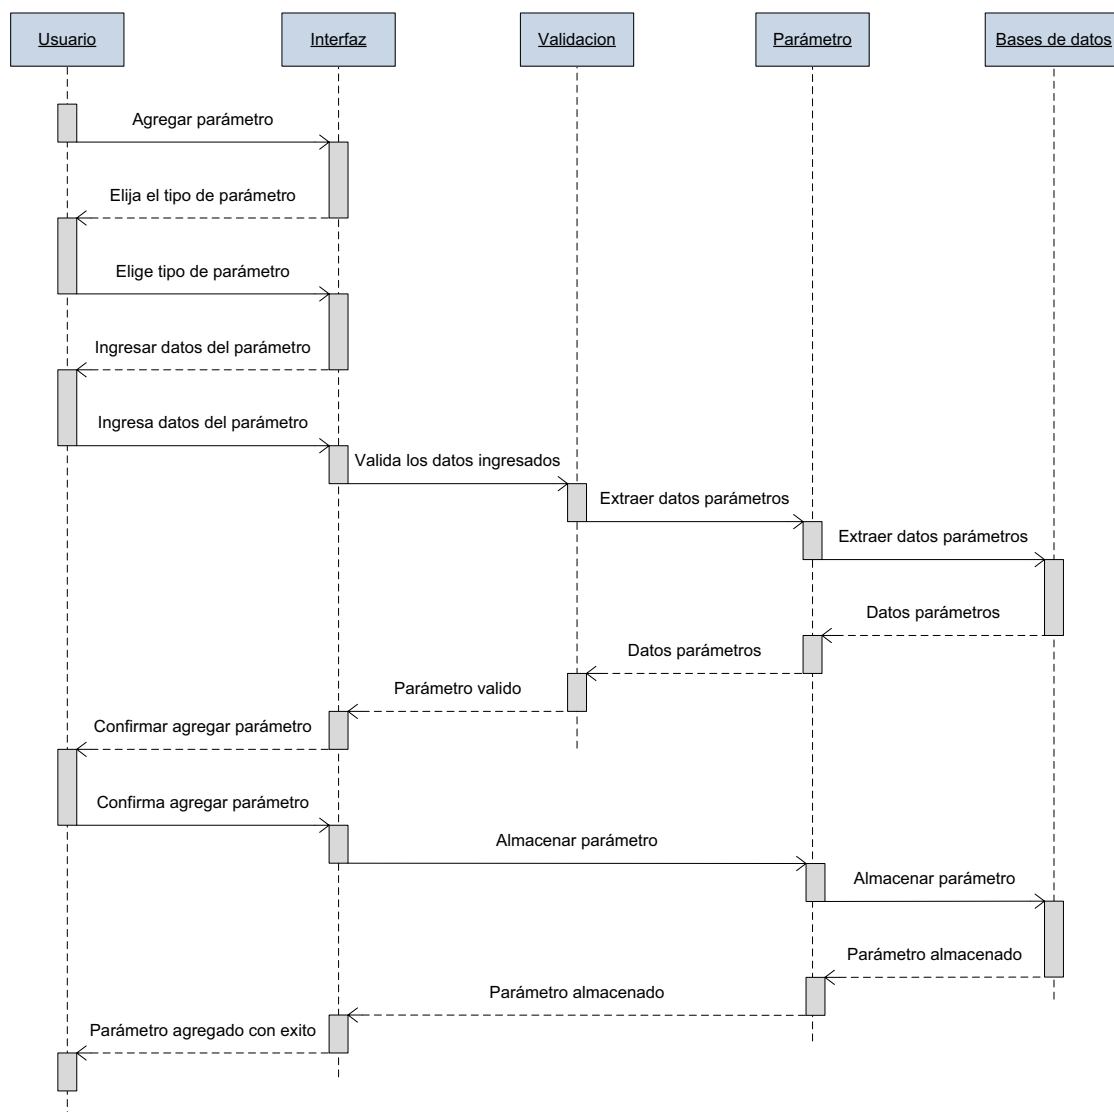 Usuario
Interfaz
Validacion
Parámetro
Bases de datos
Agregar parámetro
Elija el tipo de parámetro
Elige tipo de parámetro
Ingresar datos del parámetro
Ingresa datos del parámetro
Valida los datos ingresados
Extraer datos parámetros
Extraer datos parámetros
Datos parámetros
Datos parámetros
Parámetro valido
Confirmar agregar parámetro
Confirma agregar parámetro
Almacenar parámetro
Almacenar parámetro
Parámetro almacenado
Parámetro almacenado
Parámetro agregado con exito